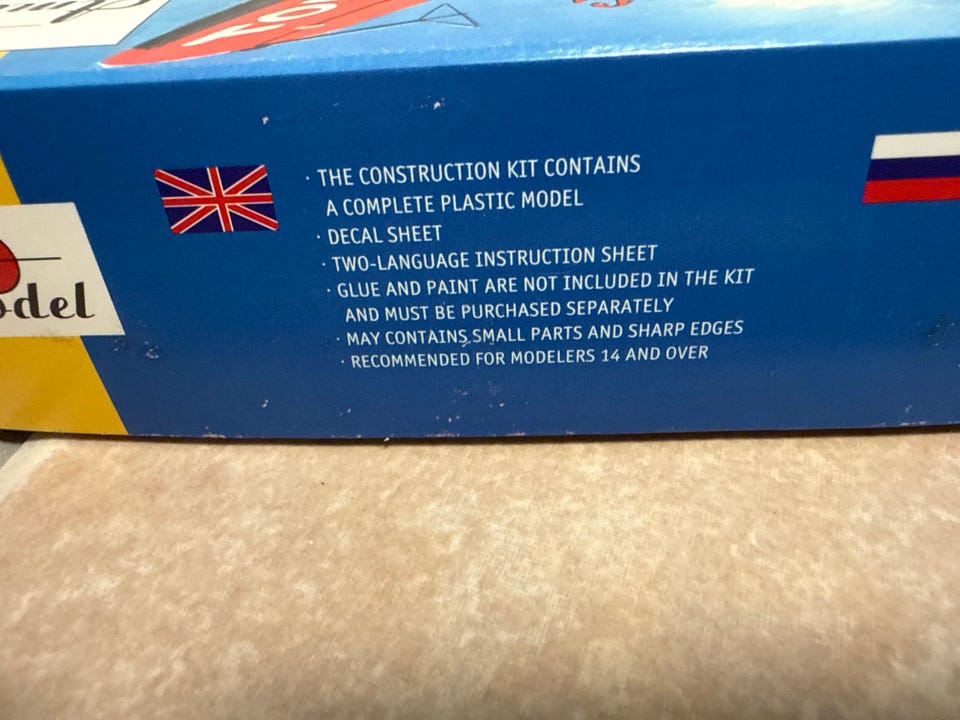 · THE CONSTRUCTION KIT CONTAINS
A COMPLETE PLASTIC MODEL
· DECAL SHEET
· TWO-LANGUAGE INSTRUCTION SHEET
· GLUE AND PAINT ARE NOT INCLUDED IN THE KIT
AND MUST BE PURCHASED SEPARATELY
· MAY CONTAINS SMALL PARTS AND SHARP EDGES
· RECOMMENDED FOR MODELERS 14 AND OVER
odel